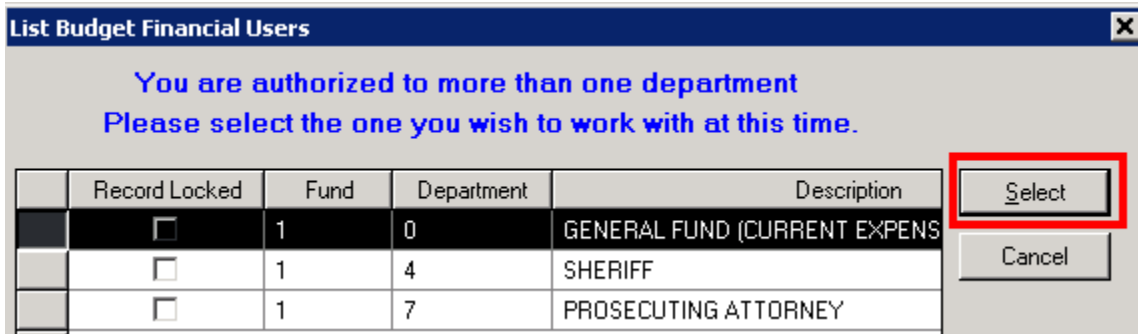 List Budget Financial Users
You are authorized to more than one department
Please select the one you wish to work with at this time.
Record Locked Fund Department Description Select
1 0 GENERAL FUND (CURRENT EXPENS
Cancel
1 4 SHERIFF
1 7 PROSECUTING ATTORNEY